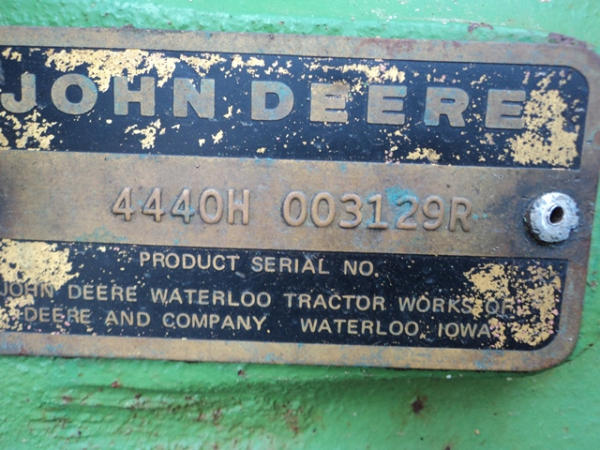 JOHN DEERE
4440H 003129R
PRODUCT SERIAL NO.
JOHN DEERE WATERLOO TRACTOR WORKS OF
DEERE AND COMPANY, WATERLOO, IOWA